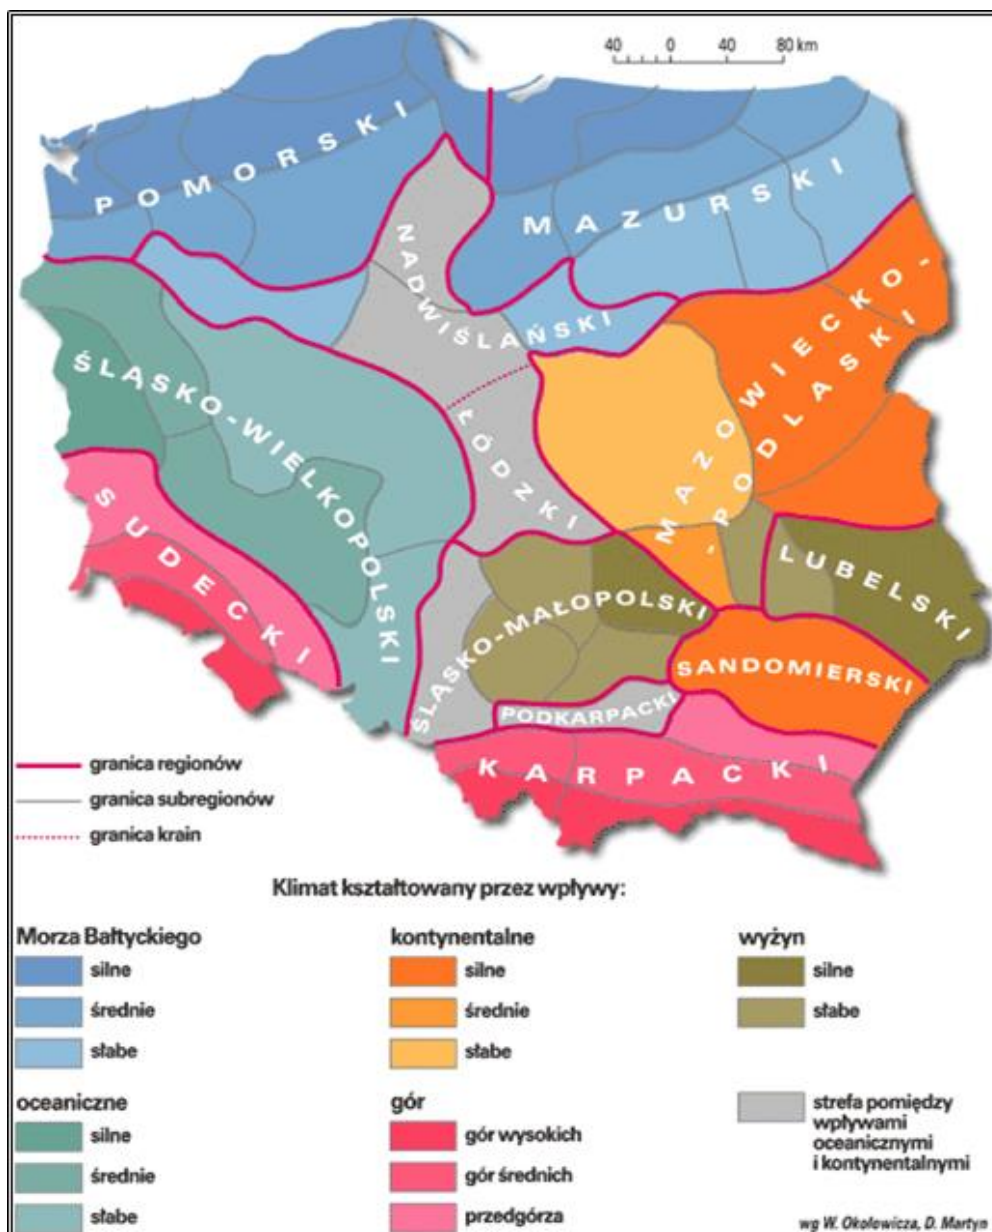 40 0 40 80 km
POMORSKI
MAZURSKI
NADWIŚLAŃSKI
MAZOWIECKO-
-PODLASKI
ŚLĄSKO-WIELKOPOLSKI
ŁÓDZKI
SUDECKI
LUBELSKI
ŚLĄSKO-MAŁOPOLSKI
SANDOMIERSKI
PODKARPACKI
KARPACKI
granica regionów
granica subregionów
granica krain
Klimat kształtowany przez wpływy:
Morza Bałtyckiego
silne
średnie
słabe
kontynentalne
silne
średnie
słabe
wyżyn
silne
słabe
oceaniczne
silne
średnie
słabe
gór
gór wysokich
gór średnich
przedgórza
strefa pomiędzy
wpływami
oceanicznymi
i kontynentalnymi
wg W. Okołowicza, D. Martyn